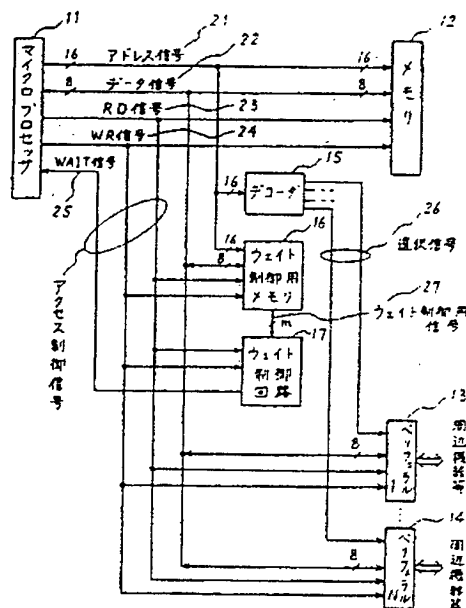 11
マイクロプロセッサ
16
アドレス信号
21
16
12
メモリ
8
データ信号
22
8
RD信号
23
WR信号
24
WAIT信号
25
アクセス制御信号
15
16
デコーダ
26
選択信号
16
16
8
ウェイト
制御用
メモリ
27
ウェイト制御用
信号
m
17
ウェイト
制御
回路
13
8
ペリフェラル
1
周辺機器等
14
8
ペリフェラル
N
周辺機器等